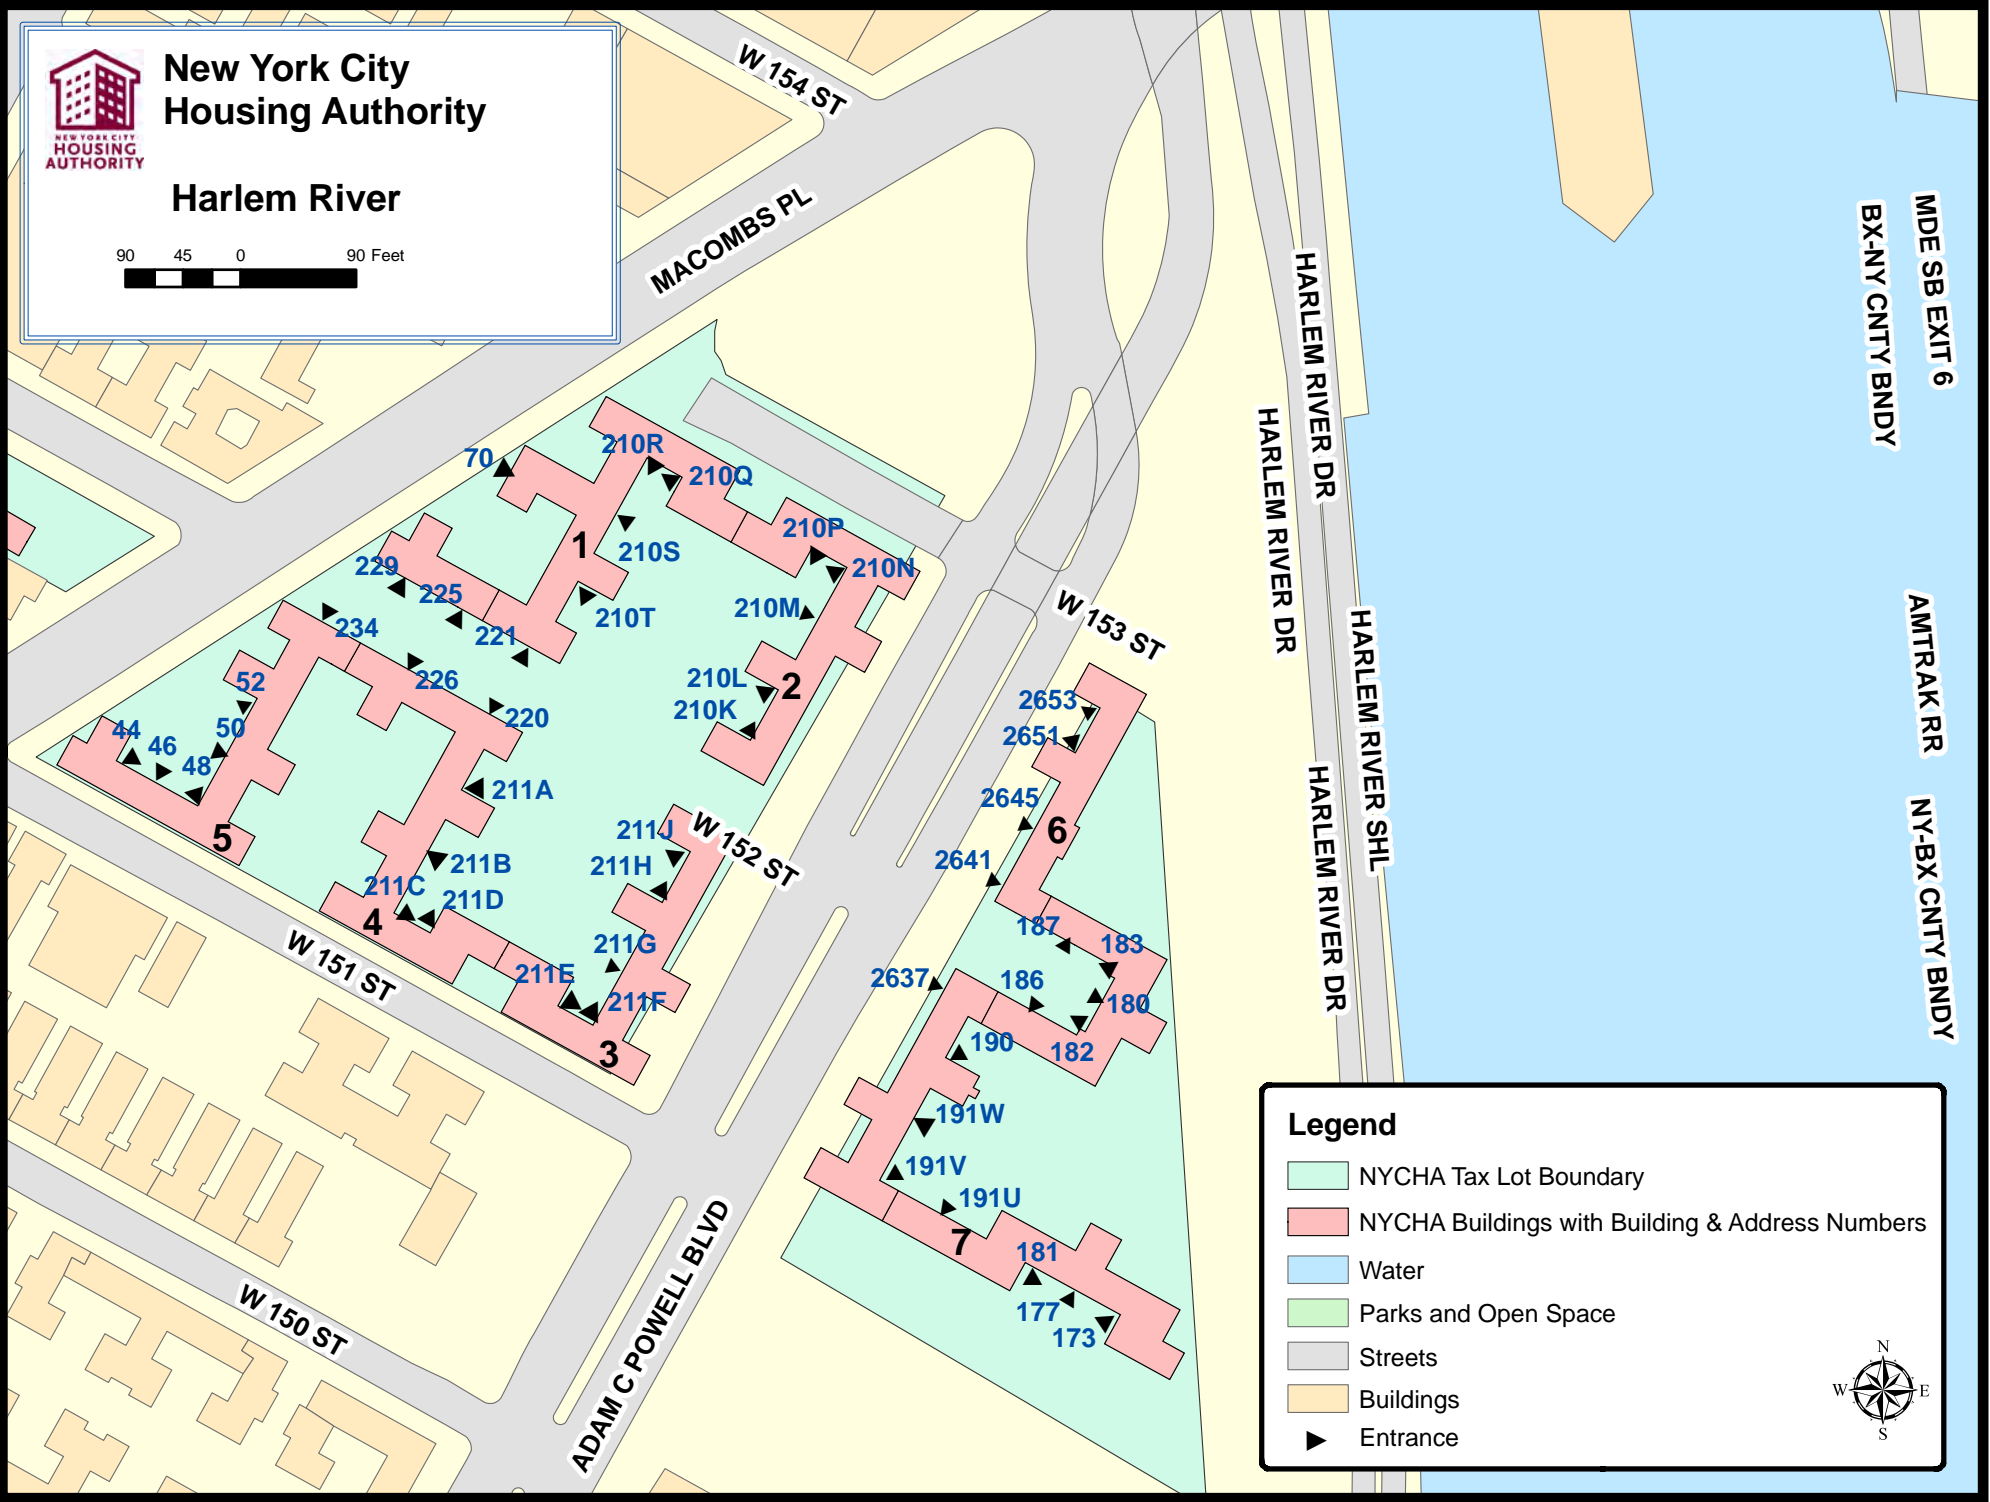 New York City
Housing Authority
NEW YORK CITY
HOUSING
AUTHORITY
Harlem River
90 45 0 90 Feet
W 154 ST
MACOMBS PL
HARLEM RIVER DR
HARLEM RIVER DR
HARLEM RIVER SHL
HARLEM RIVER DR
BX-NY CNTY BNDY
MDE SB EXIT 6
AMTRAK RR
NY-BX CNTY BNDY
W 153 ST
W 152 ST
W 151 ST
W 150 ST
ADAM C POWELL BLVD
70
210R
210Q
210P
210N
1
210S
210T
210M
229
225
221
234
226
220
210L
210K
2
52
50
44
46
48
5
211A
211B
211C
211D
4
211J
211H
211G
211E
211F
3
2653
2651
2645
2641
6
187
183
2637
186
180
190
182
191W
191V
191U
7
181
177
173
Legend
NYCHA Tax Lot Boundary
NYCHA Buildings with Building & Address Numbers
Water
Parks and Open Space
Streets
Buildings
Entrance
N
W E
S